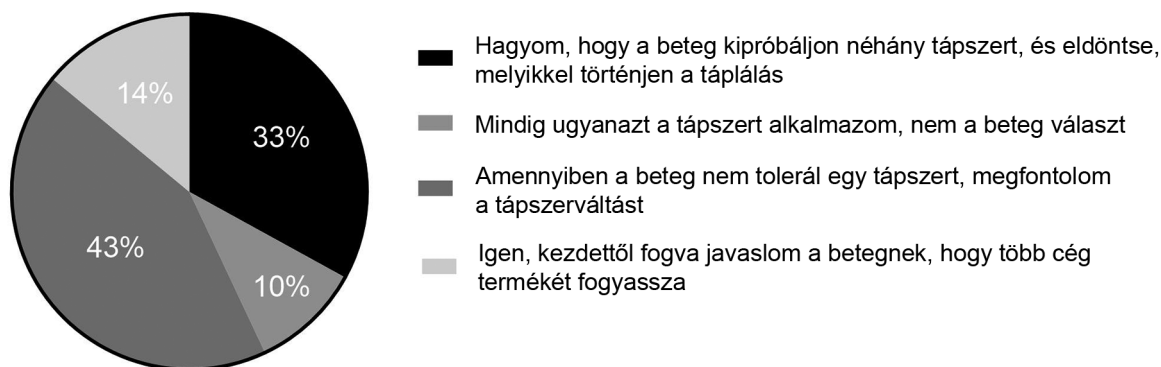 14%
33%
43%
10%
Hagyom, hogy a beteg kipróbáljon néhány tápszert, és eldöntse,
melyikkel történjen a táplálás
Mindig ugyanazt a tápszert alkalmazom, nem a beteg választ
Amennyiben a beteg nem tolerál egy tápszert, megfontolom
a tápszerváltást
Igen, kezdettől fogva javaslom a betegnek, hogy több cég
termékét fogyassza